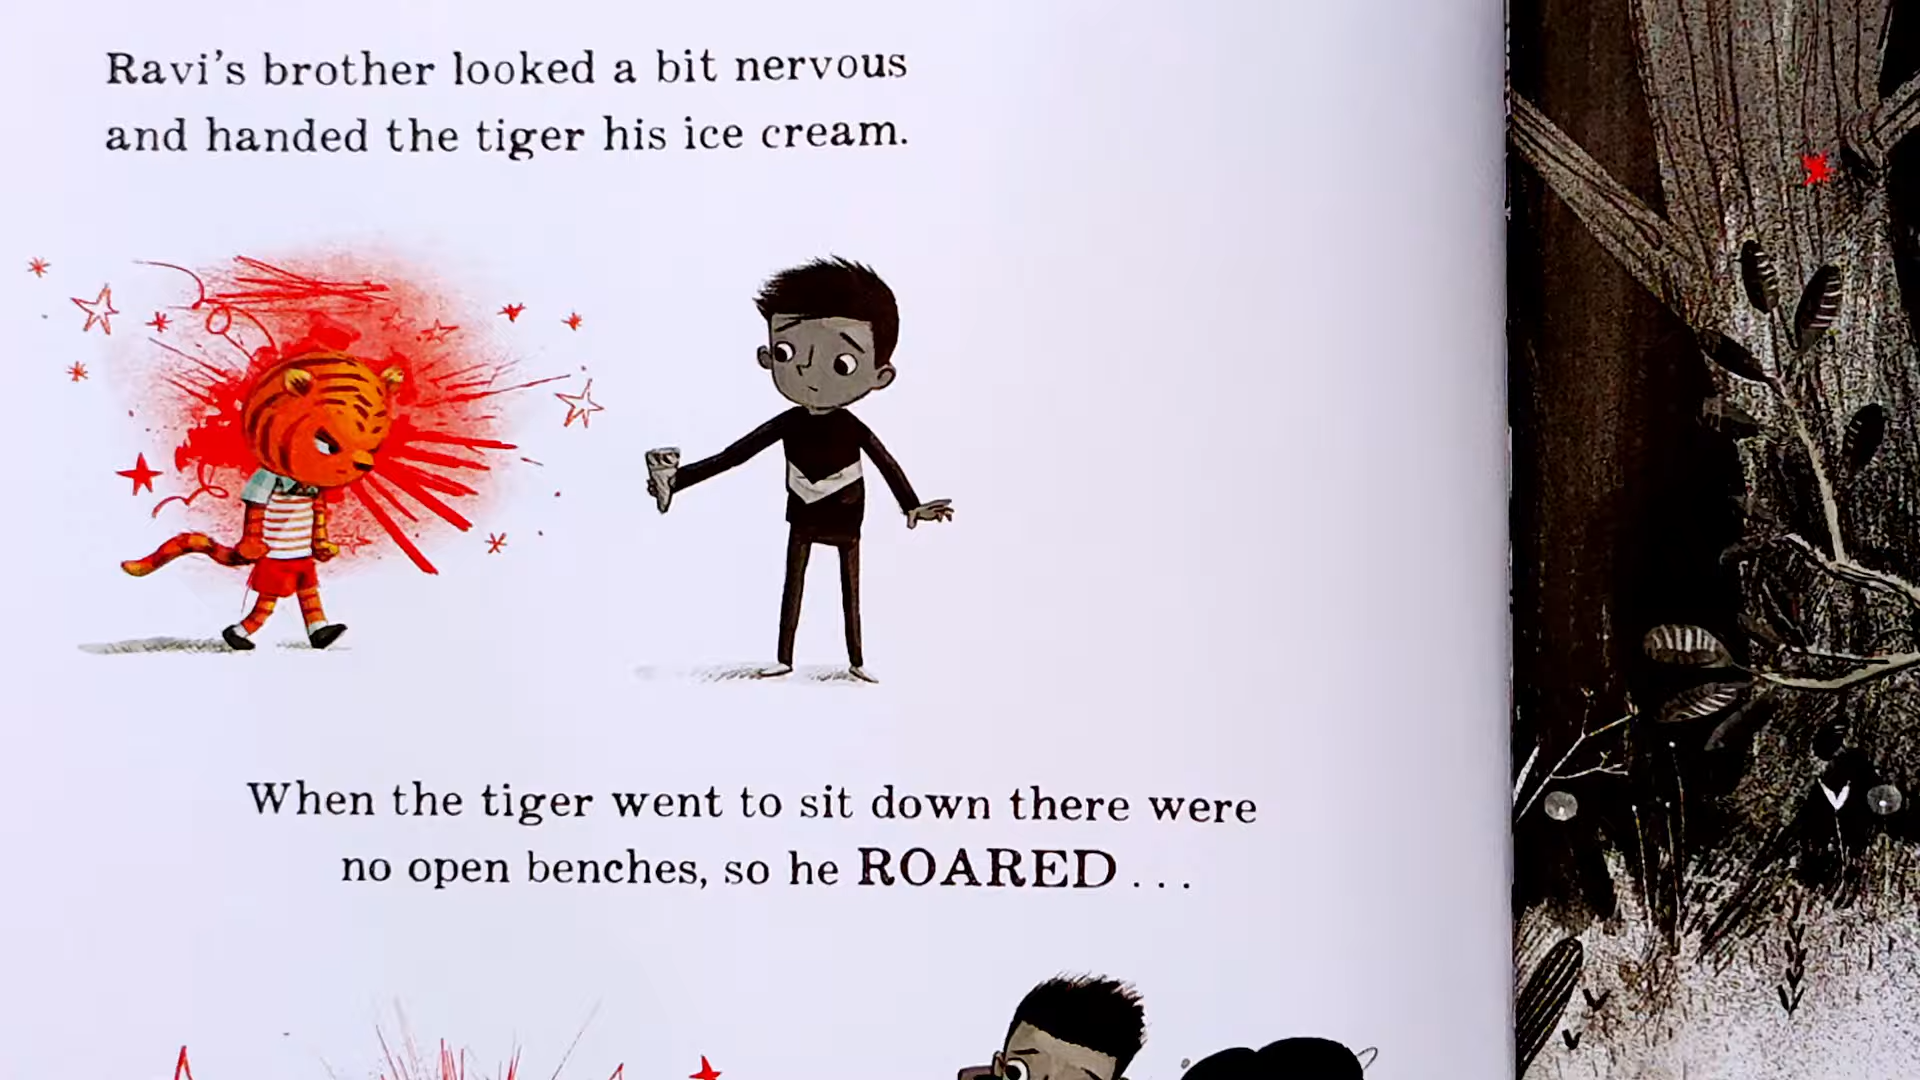 Ravi's brother looked a bit nervous
and handed the tiger his ice cream.
When the tiger went to sit down there were
no open benches, so he ROARED . . .